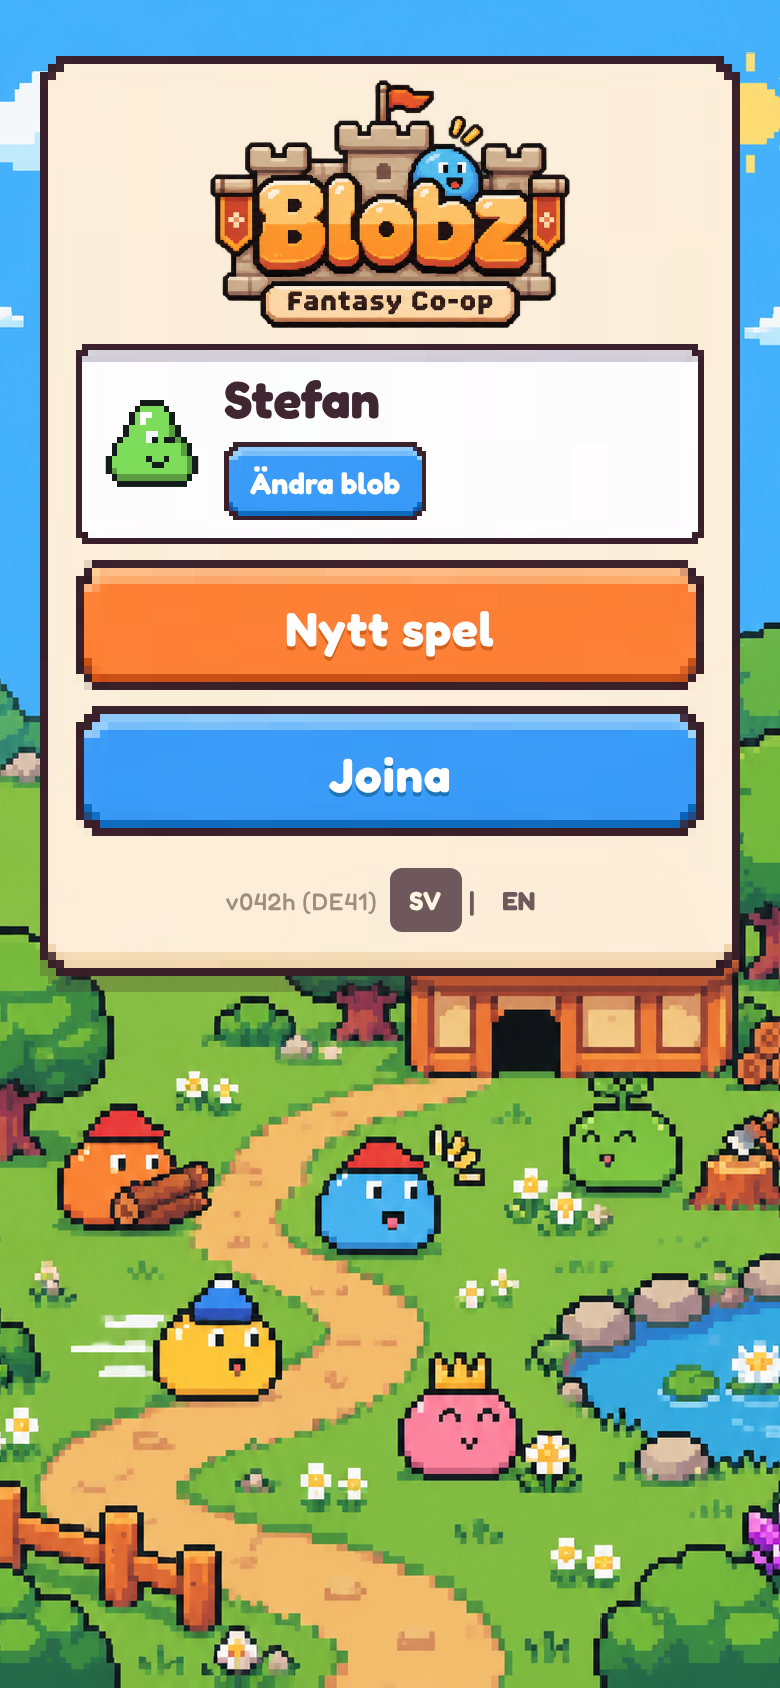 Blobz
Fantasy Co-op
Stefan
Ändra blob
Nytt spel
Joina
v042h (DE41) SV | EN